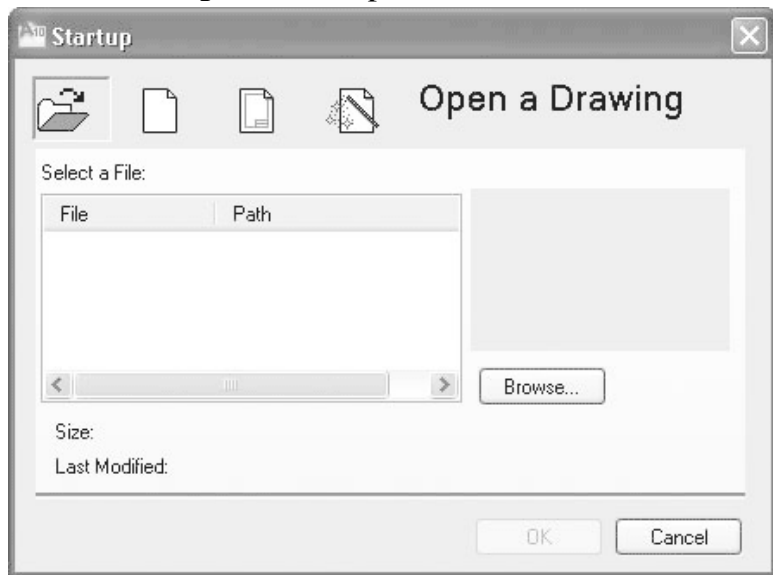 Startup
Open a Drawing
Select a File:
File Path
Browse...
Size:
Last Modified:
OK Cancel